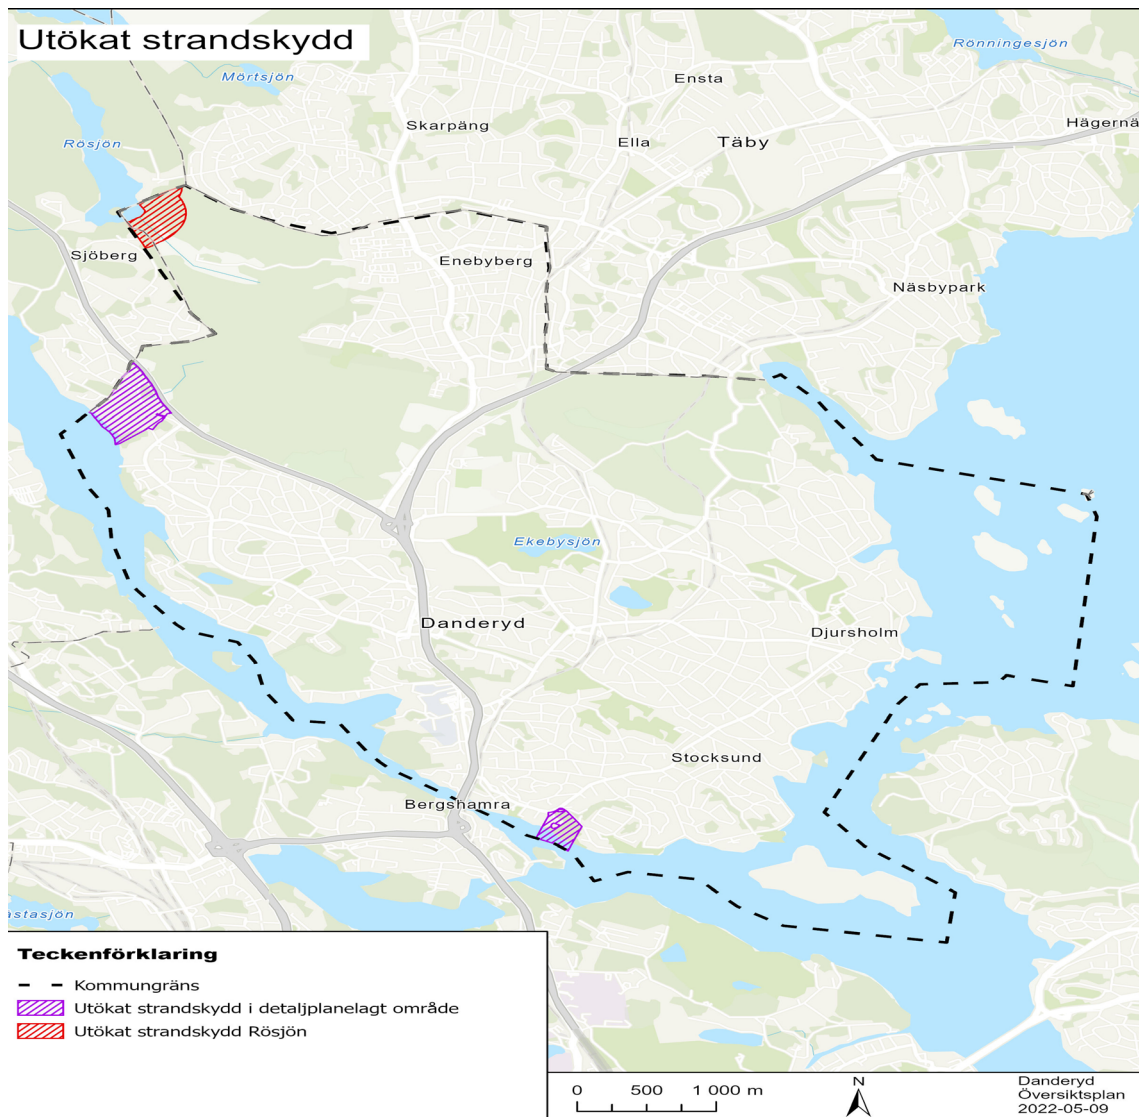 Utökat strandskydd
Rönningesjön
Mörtsjön
Ensta
Skarpäng
Hägernä
Rösjön
Ella
Täby
Sjöberg
Enebyberg
Näsbypark
Ekebysjön
Danderyd
Djursholm
Stocksund
Bergshamra
astasjön
Teckenförklaring
Kommungräns
Utökat strandskydd i detaljplanelagt område
Utökat strandskydd Rösjön
0 500 1 000 m
N
Danderyd
Översiktsplan
2022-05-09